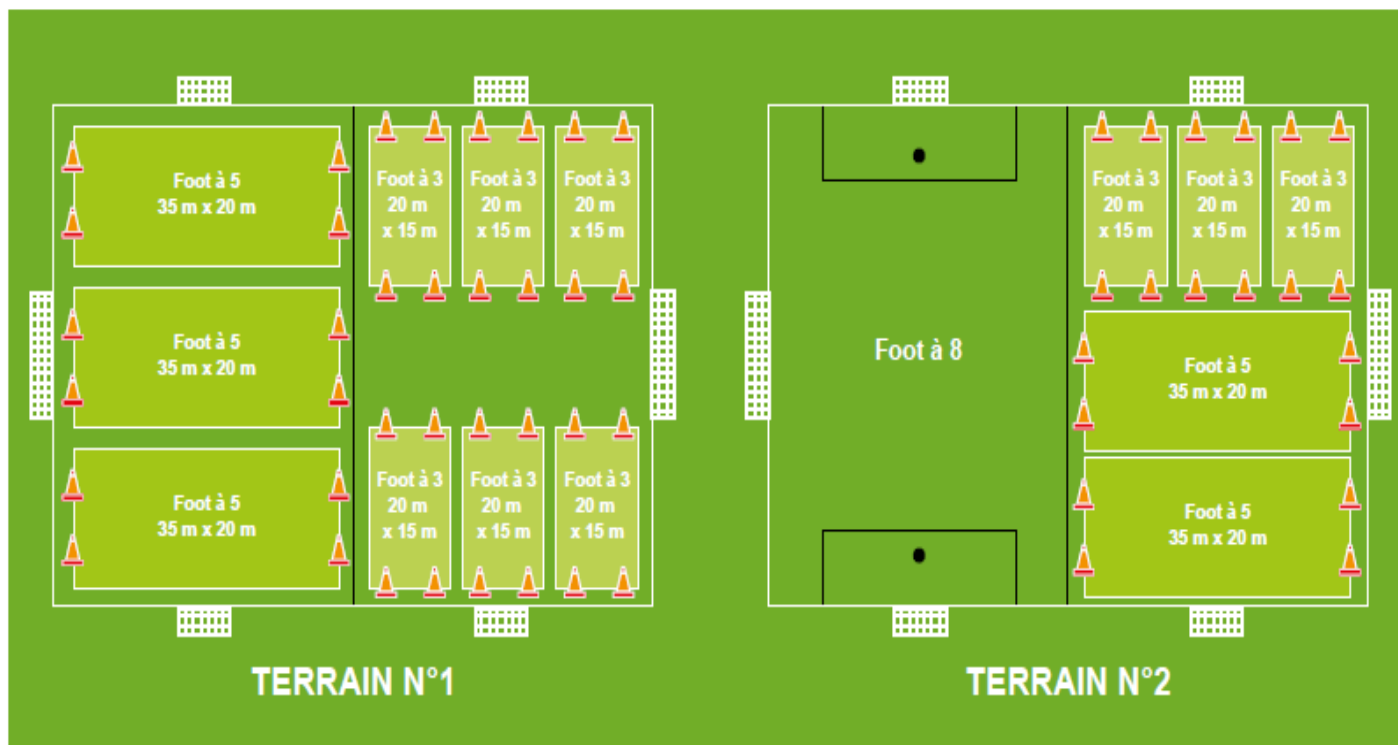 Foot à 5
35 m x 20 m
Foot à 5
35 m x 20 m
Foot à 5
35 m x 20 m
Foot à 3
20 m
x 15 m
Foot à 3
20 m
x 15 m
Foot à 3
20 m
x 15 m
Foot à 3
20 m
x 15 m
Foot à 3
20 m
x 15 m
Foot à 3
20 m
x 15 m
TERRAIN N°1
Foot à 8
Foot à 3
20 m
x 15 m
Foot à 3
20 m
x 15 m
Foot à 3
20 m
x 15 m
Foot à 5
35 m x 20 m
Foot à 5
35 m x 20 m
TERRAIN N°2